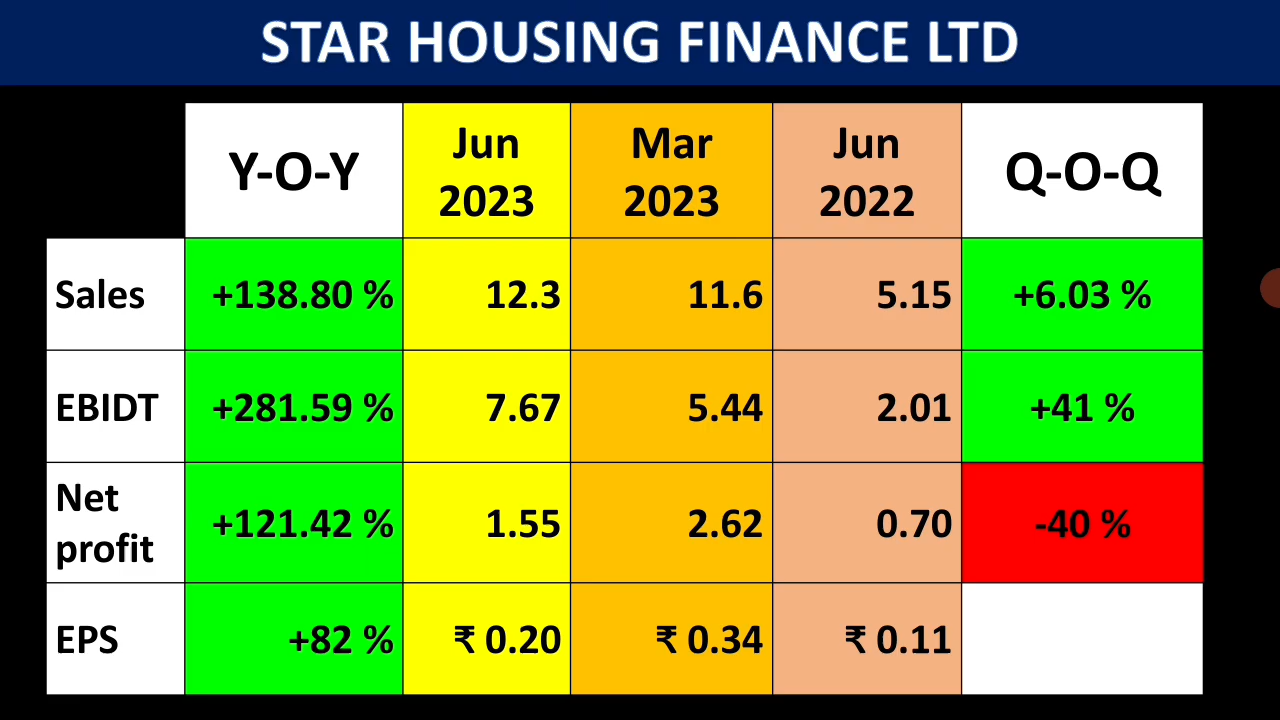 STAR HOUSING FINANCE LTD
Y-O-Y Jun 2023 Mar 2023 Jun 2022 Q-O-Q
Sales +138.80 % 12.3 11.6 5.15 +6.03 %
EBIDT +281.59 % 7.67 5.44 2.01 +41 %
Net profit +121.42 % 1.55 2.62 0.70 -40 %
EPS +82 % ₹ 0.20 ₹ 0.34 ₹ 0.11